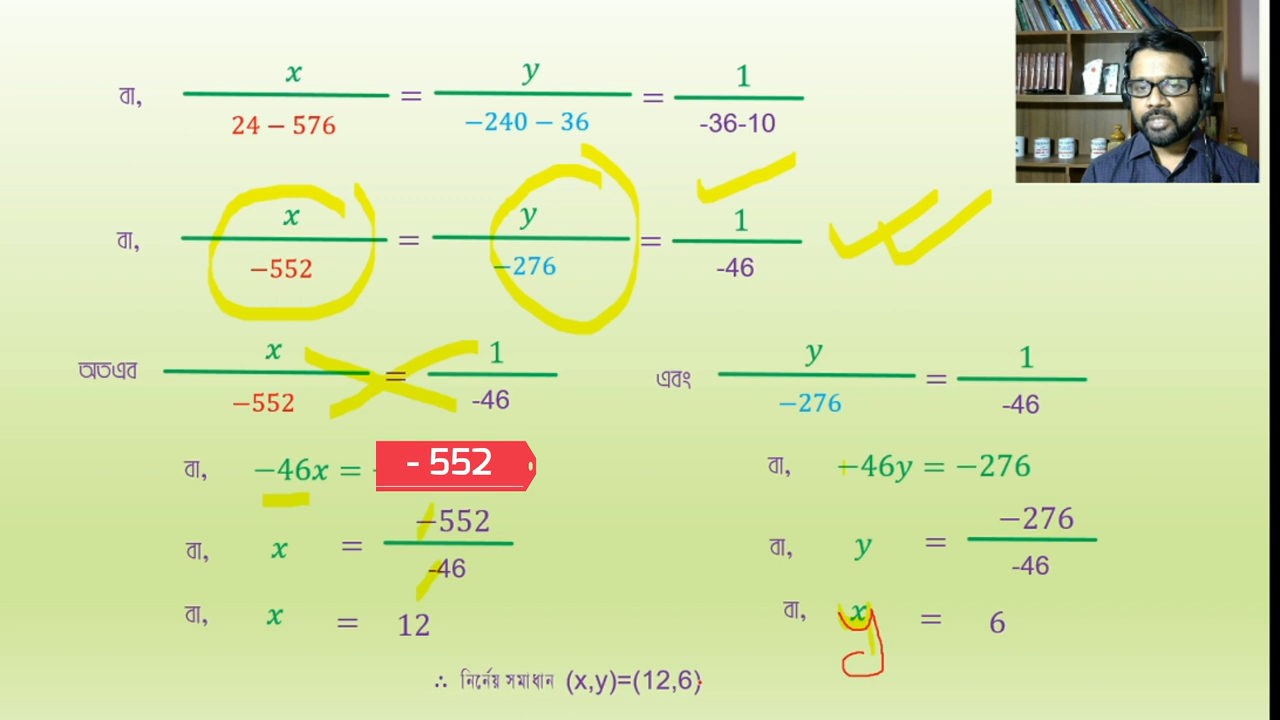 বা, x/(24 − 576) = y/(−240 − 36) = 1/(-36-10)
বা, x/(−552) = y/(−276) = 1/(-46)
অতএব x/(−552) = 1/(-46)
বা, −46x = - 552
বা, x = −552/(-46)
বা, x = 12
এবং y/(−276) = 1/(-46)
বা, −46y = −276
বা, y = −276/(-46)
বা, y = 6
∴ নির্নেয় সমাধান (x,y)=(12,6)